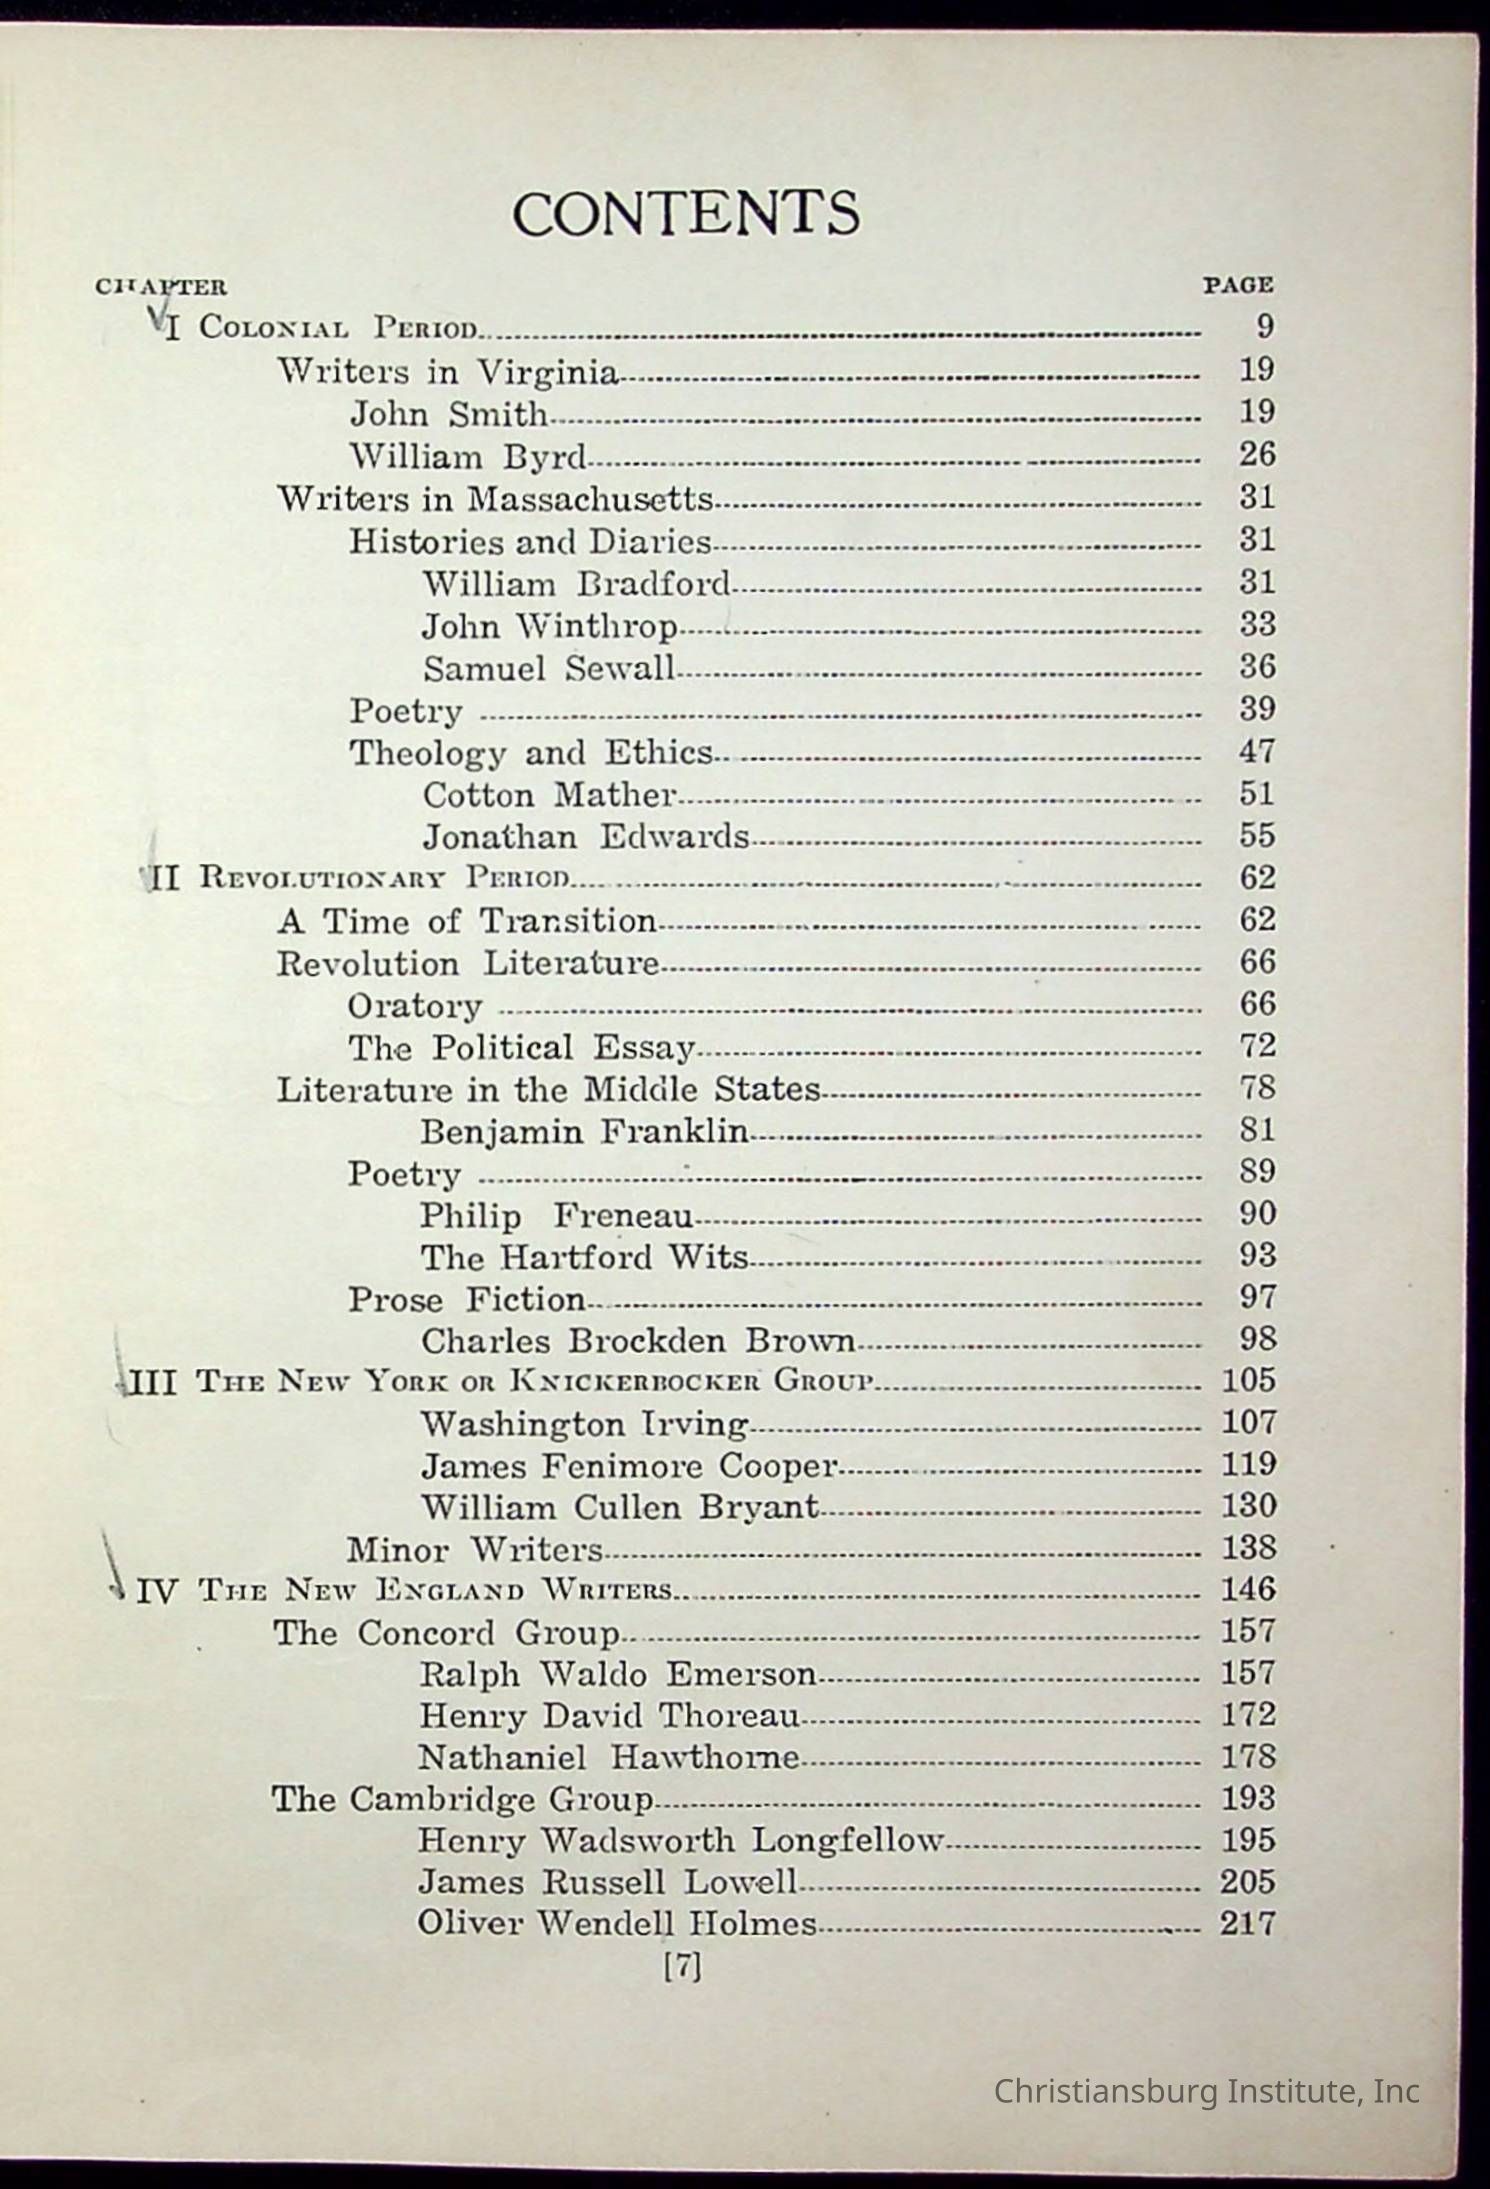 CONTENTS
CHAPTER PAGE
I COLONIAL PERIOD 9
Writers in Virginia 19
John Smith 19
William Byrd 26
Writers in Massachusetts 31
Histories and Diaries 31
William Bradford 31
John Winthrop 33
Samuel Sewall 36
Poetry 39
Theology and Ethics 47
Cotton Mather 51
Jonathan Edwards 55
II REVOLUTIONARY PERIOD 62
A Time of Transition 62
Revolution Literature 66
Oratory 66
The Political Essay 72
Literature in the Middle States 78
Benjamin Franklin 81
Poetry 89
Philip Freneau 90
The Hartford Wits 93
Prose Fiction 97
Charles Brockden Brown 98
III THE NEW YORK OR KNICKERBOCKER GROUP 105
Washington Irving 107
James Fenimore Cooper 119
William Cullen Bryant 130
Minor Writers 138
IV THE NEW ENGLAND WRITERS 146
The Concord Group 157
Ralph Waldo Emerson 157
Henry David Thoreau 172
Nathaniel Hawthorne 178
The Cambridge Group 193
Henry Wadsworth Longfellow 195
James Russell Lowell 205
Oliver Wendell Holmes 217
[7]
Christiansburg Institute, Inc